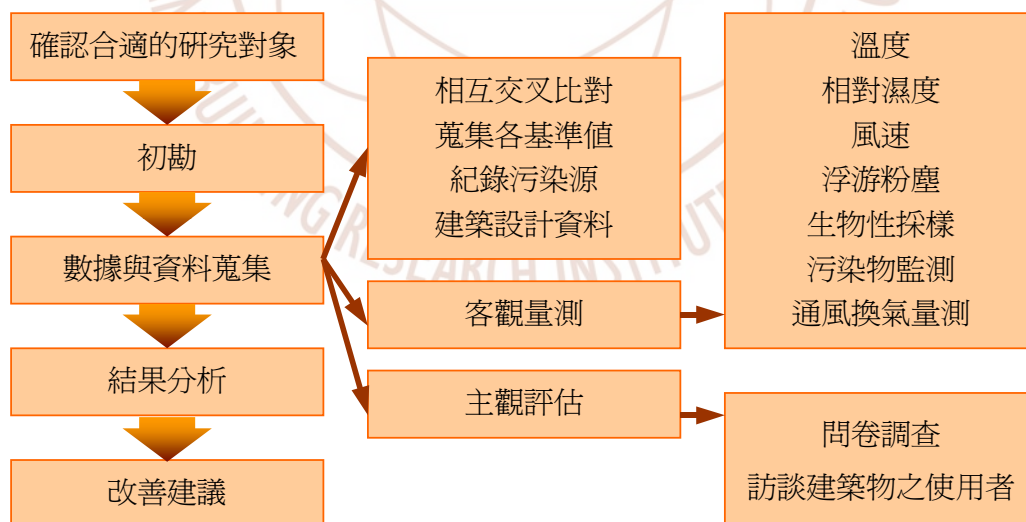 確認合適的研究對象
初勘
數據與資料蒐集
結果分析
改善建議
相互交叉比對
蒐集各基準值
紀錄污染源
建築設計資料
客觀量測
主觀評估
溫度
相對濕度
風速
浮游粉塵
生物性採樣
污染物監測
通風換氣量測
問卷調查
訪談建築物之使用者
RESEARCH INSTITU